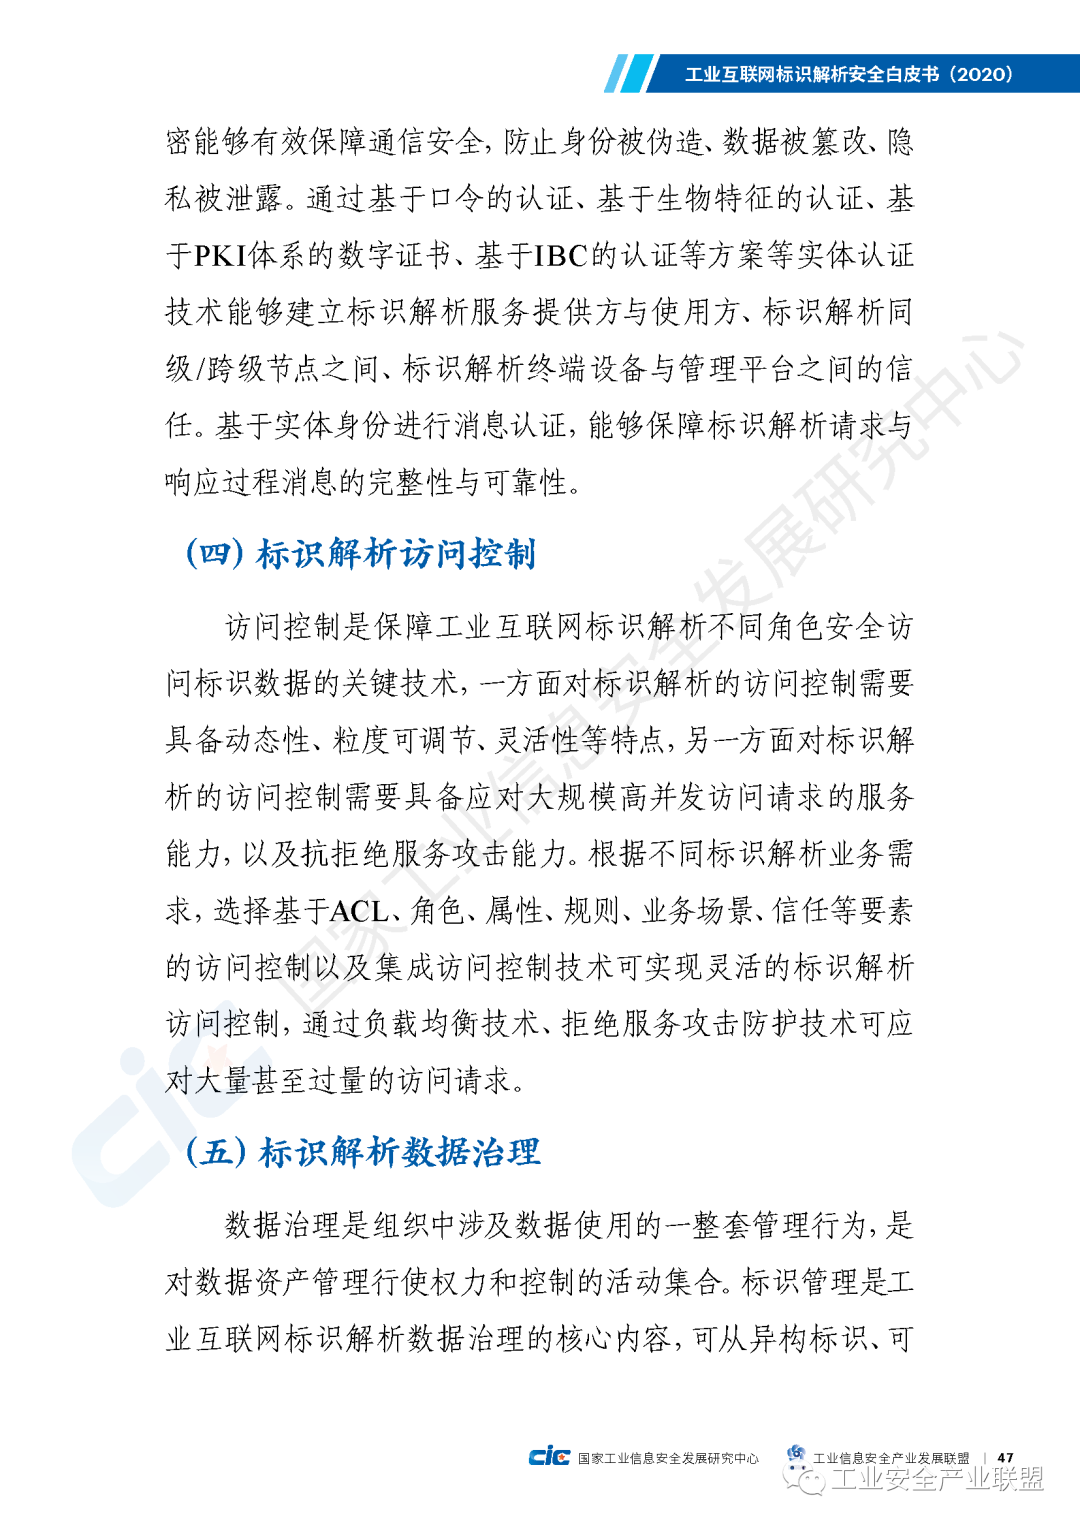 工业互联网标识解析安全白皮书（2020）
密能够有效保障通信安全，防止身份被伪造、数据被篡改、隐
私被泄露。通过基于口令的认证、基于生物特征的认证、基
于PKI体系的数字证书、基于IBC的认证等方案等实体认证
技术能够建立标识解析服务提供方与使用方、标识解析同
级/跨级节点之间、标识解析终端设备与管理平台之间的信
任。基于实体身份进行消息认证，能够保障标识解析请求与
响应过程消息的完整性与可靠性。
（四）标识解析访问控制
访问控制是保障工业互联网标识解析不同角色安全访
问标识数据的关键技术，一方面对标识解析的访问控制需要
具备动态性、粒度可调节、灵活性等特点，另一方面对标识解
析的访问控制需要具备应对大规模高并发访问请求的服务
能力，以及抗拒绝服务攻击能力。根据不同标识解析业务需
求，选择基于ACL、角色、属性、规则、业务场景、信任等要素
的访问控制以及集成访问控制技术可实现灵活的标识解析
访问控制，通过负载均衡技术、拒绝服务攻击防护技术可应
对大量甚至过量的访问请求。
（五）标识解析数据治理
数据治理是组织中涉及数据使用的一整套管理行为，是
对数据资产管理行使权力和控制的活动集合。标识管理是工
业互联网标识解析数据治理的核心内容，可从异构标识、可
国家工业信息安全发展研究中心
cic
cic 国家工业信息安全发展研究中心 工业信息安全产业发展联盟 | 47
工业安全产业联盟